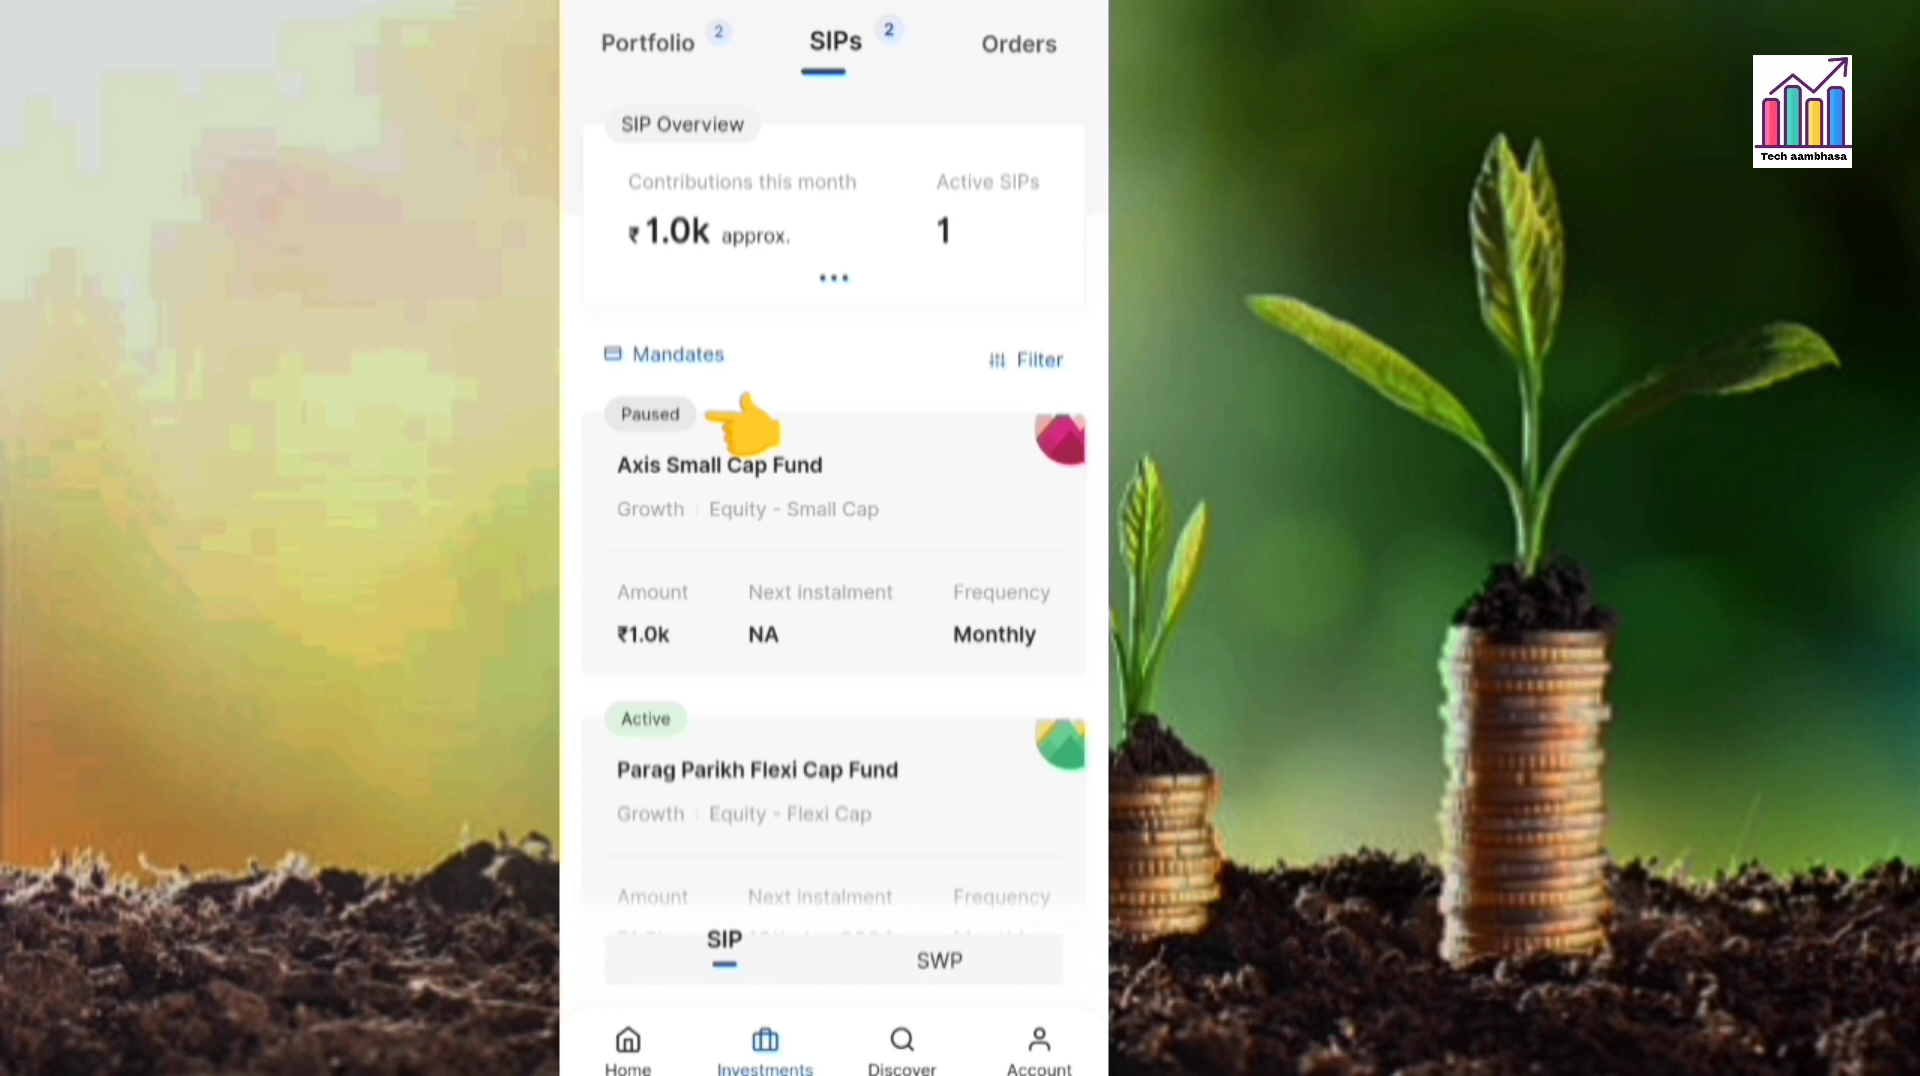 Portfolio 2 SIPs 2 Orders
SIP Overview
Contributions this month Active SIPs
₹1.0k approx. 1
Mandates Filter
Paused
Axis Small Cap Fund
Growth Equity - Small Cap
Amount Next instalment Frequency
₹1.0k NA Monthly
Active
Parag Parikh Flexi Cap Fund
Growth Equity - Flexi Cap
Amount Next instalment Frequency
SIP SWP
Home Investments Discover Account
Tech aambhasa